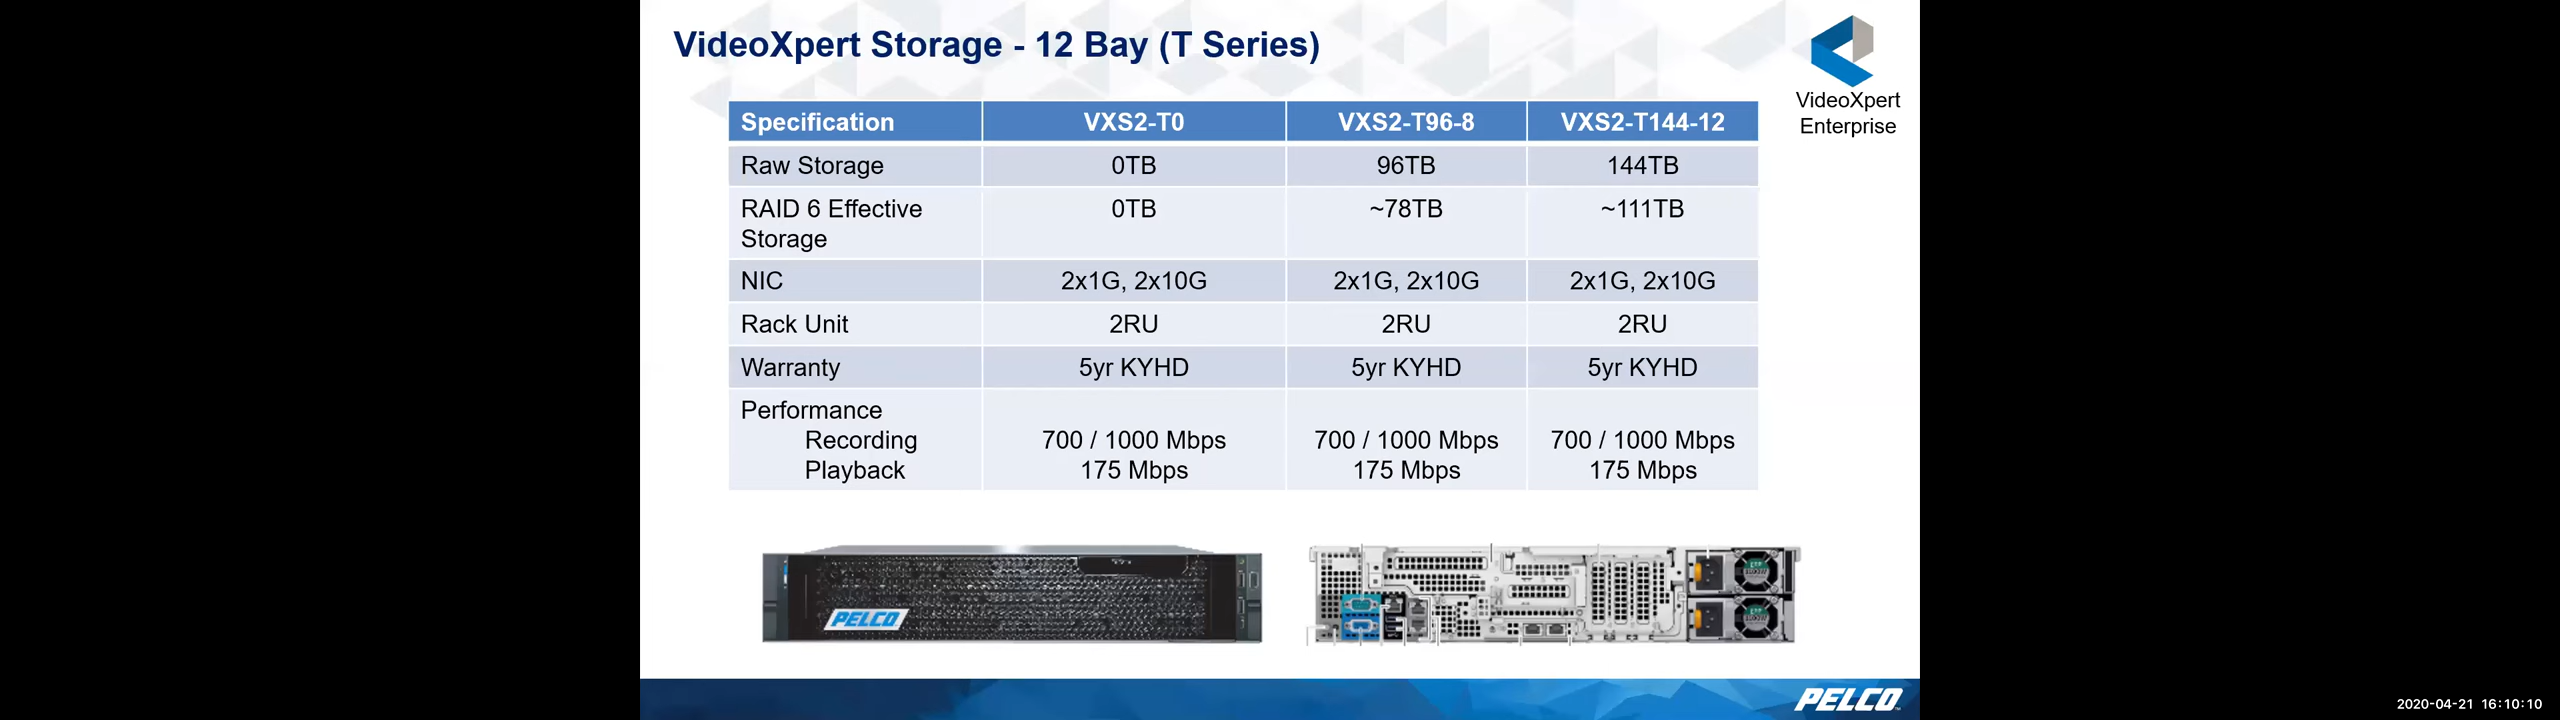 VideoXpert Storage - 12 Bay (T Series)
VideoXpert
Enterprise
Specification VXS2-T0 VXS2-T96-8 VXS2-T144-12
Raw Storage 0TB 96TB 144TB
RAID 6 Effective 0TB ~78TB ~111TB
Storage
NIC 2x1G, 2x10G 2x1G, 2x10G 2x1G, 2x10G
Rack Unit 2RU 2RU 2RU
Warranty 5yr KYHD 5yr KYHD 5yr KYHD
Performance
Recording 700 / 1000 Mbps 700 / 1000 Mbps 700 / 1000 Mbps
Playback 175 Mbps 175 Mbps 175 Mbps
PELCO
PELCO
2020-04-21 16:10:10